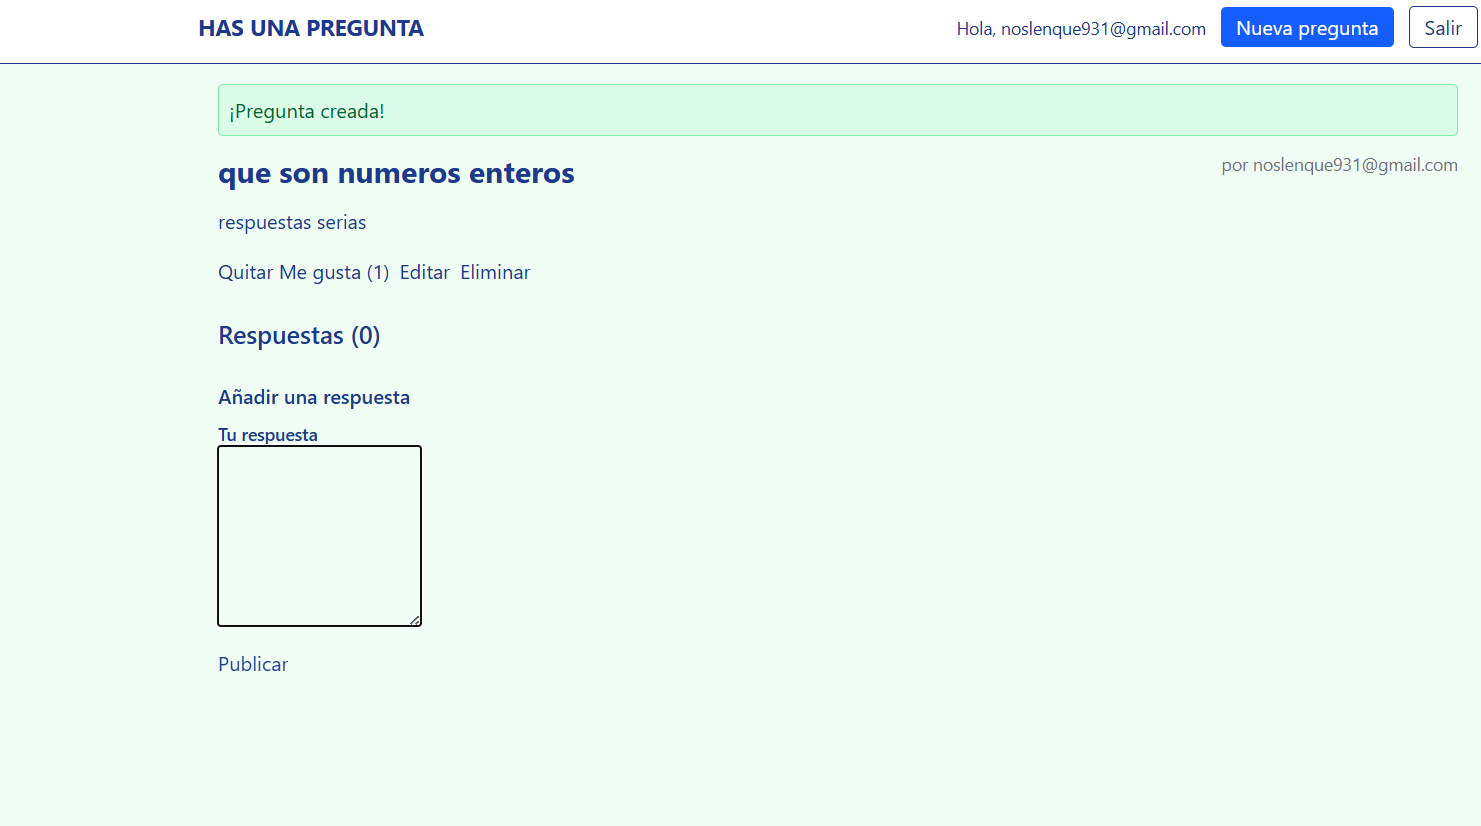 HAS UNA PREGUNTA
Hola, noslenque931@gmail.com
Nueva pregunta
Salir
¡Pregunta creada!
que son numeros enteros
por noslenque931@gmail.com
respuestas serias
Quitar Me gusta (1) Editar Eliminar
Respuestas (0)
Añadir una respuesta
Tu respuesta
Publicar